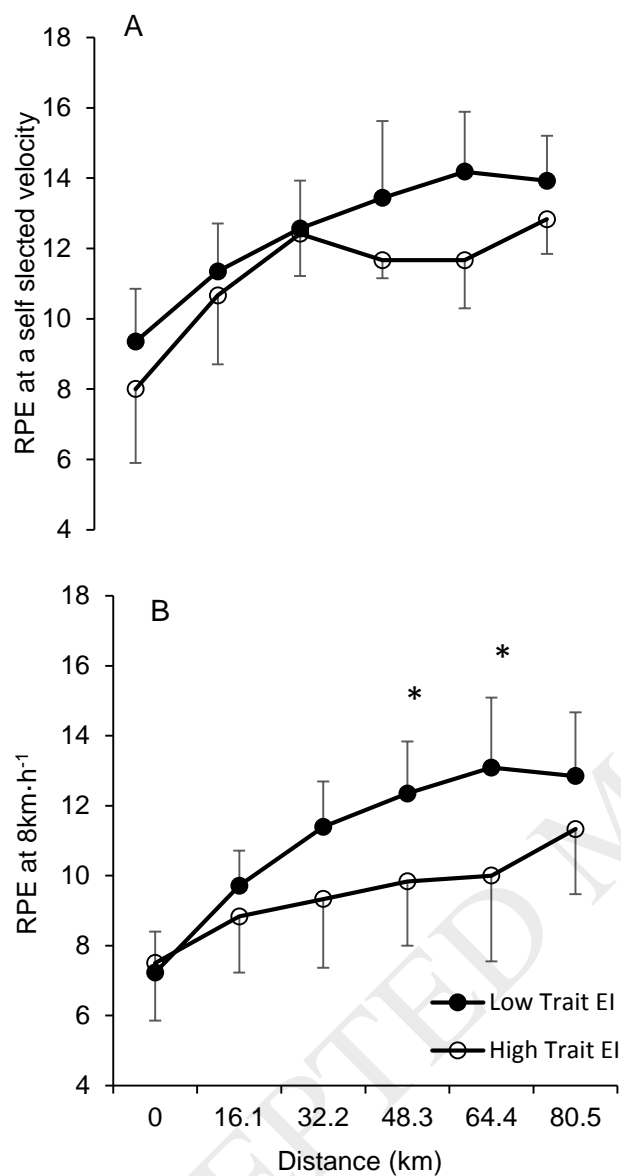 A
18
16
14
12
10
8
6
4
RPE at a self slected velocity
B
18
16
14
12
10
8
6
4
RPE at 8km·h-1
*
*
Low Trait EI
High Trait EI
0 16.1 32.2 48.3 64.4 80.5
Distance (km)
PTED M